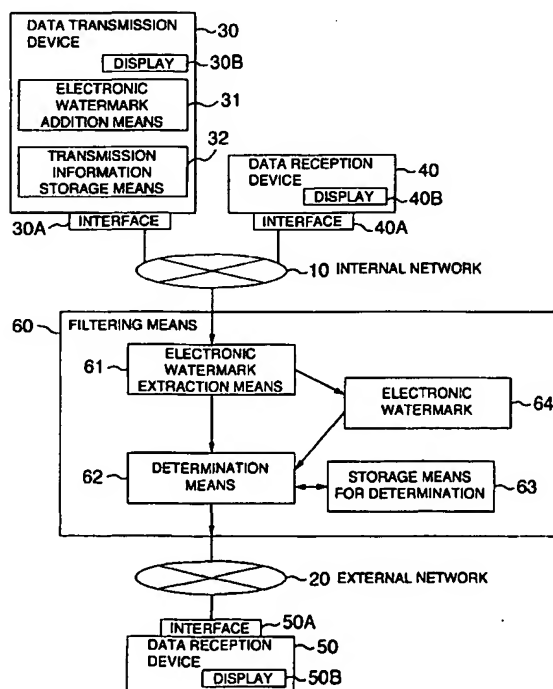 DATA TRANSMISSION
DEVICE
30
DISPLAY
30B
ELECTRONIC
WATERMARK
ADDITION MEANS
31
TRANSMISSION
INFORMATION
STORAGE MEANS
32
INTERFACE
30A
DATA RECEPTION
DEVICE
40
DISPLAY
40B
INTERFACE
40A
10 INTERNAL NETWORK
60
FILTERING MEANS
61
ELECTRONIC
WATERMARK
EXTRACTION MEANS
ELECTRONIC
WATERMARK
64
62
DETERMINATION
MEANS
STORAGE MEANS
FOR DETERMINATION
63
20 EXTERNAL NETWORK
INTERFACE
50A
DATA RECEPTION
DEVICE
50
DISPLAY
50B